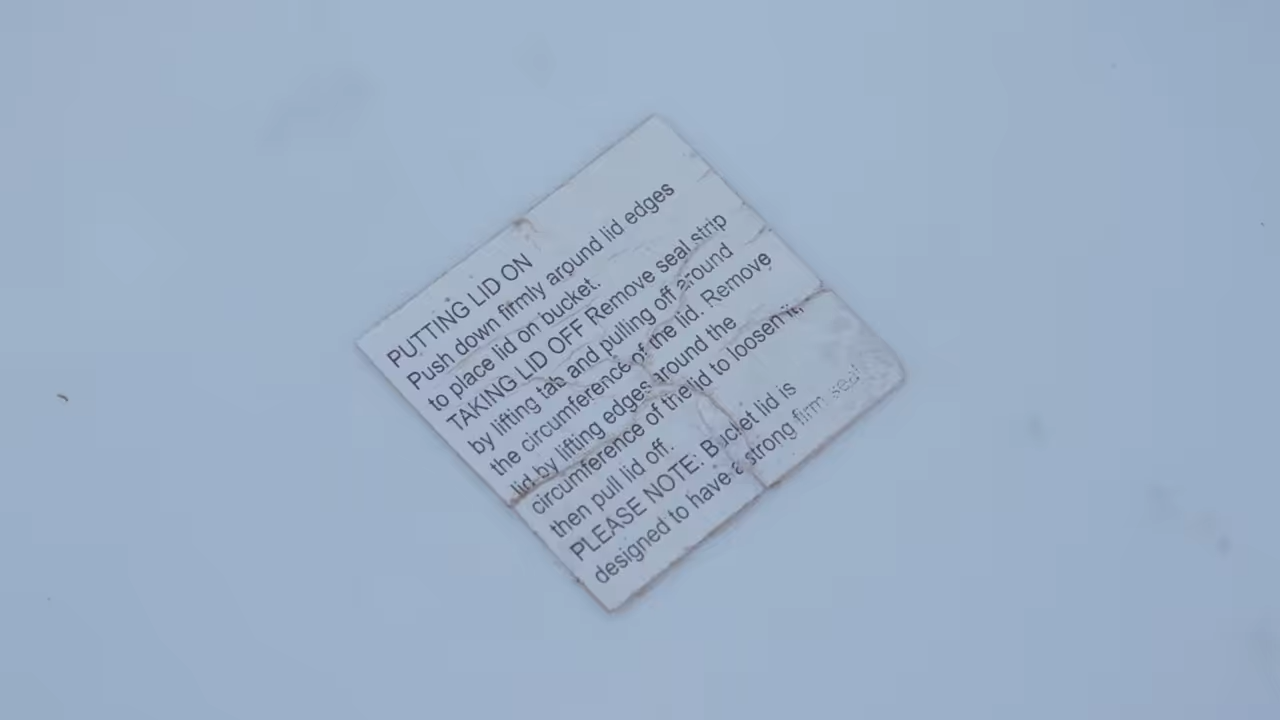 PUTTING LID ON
Push down firmly around lid edges
to place lid on bucket.
TAKING LID OFF Remove seal strip
by lifting tab and pulling off around
the circumference of the lid. Remove
lid by lifting edges around the
circumference of the lid to loosen it,
then pull lid off.
PLEASE NOTE: Bucket lid is
designed to have a strong firm seal